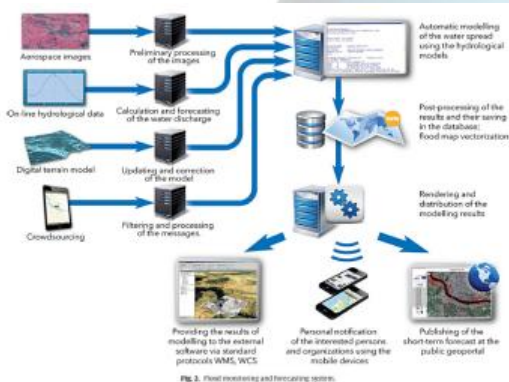 Aerospace images
Preliminary processing
of the images
Automatic modelling
of the water spread
using the hydrological
models
On-line hydrological data
Calculation and forecasting
of the water discharge
Post-processing of the
results and their saving
in the database;
flood map vectorization
Digital terrain model
Updating and correction
of the model
Rendering and
distribution of the
modelling results
Crowdsourcing
Filtering and processing
of the messages
Providing the results of
modelling to the external
software via standard
protocols WMS, WCS
Personal notification
of the interested persons
and organizations using the
mobile devices
Publishing of the
short-term forecast at the
public geoportal
Fig. 2. Flood monitoring and forecasting system.